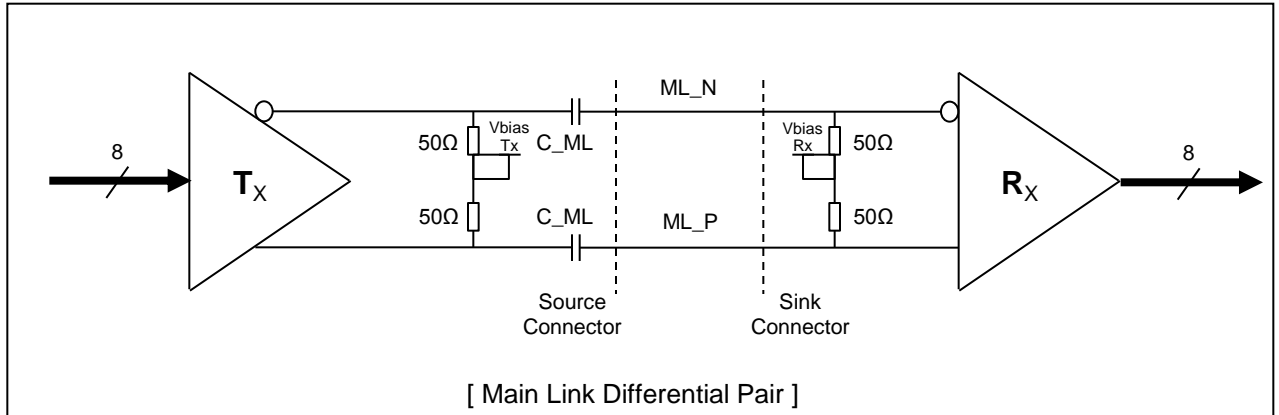 ML_N
8
50Ω
Vbias
Tx
C_ML
Vbias
Rx
50Ω
8
TX
RX
50Ω
C_ML
ML_P
50Ω
Source
Connector
Sink
Connector
[ Main Link Differential Pair ]